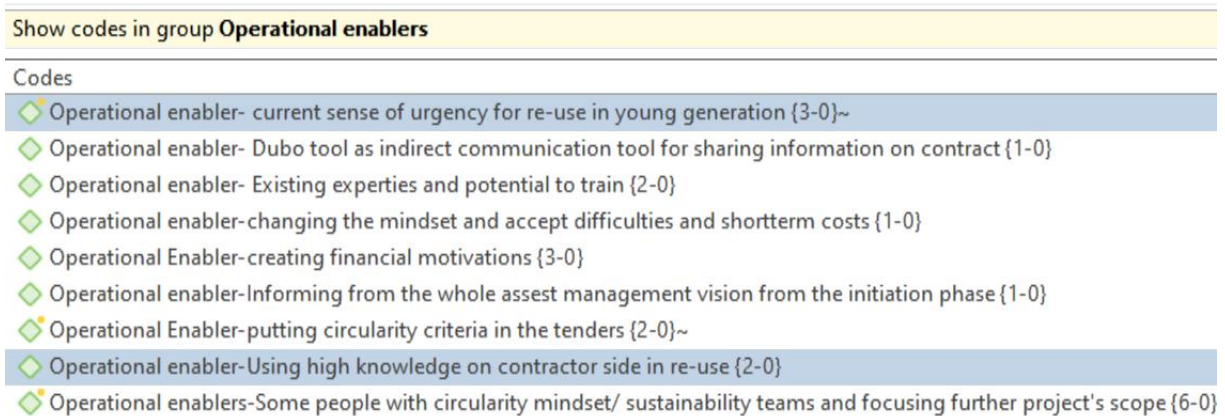 Show codes in group Operational enablers
Codes
Operational enabler- current sense of urgency for re-use in young generation {3-0}~
Operational enabler- Dubo tool as indirect communication tool for sharing information on contract {1-0}
Operational enabler- Existing experties and potential to train {2-0}
Operational enabler-changing the mindset and accept difficulties and shortterm costs {1-0}
Operational Enabler-creating financial motivations {3-0}
Operational enabler-Informing from the whole assest management vision from the initiation phase {1-0}
Operational Enabler-putting circularity criteria in the tenders {2-0}~
Operational enabler-Using high knowledge on contractor side in re-use {2-0}
Operational enablers-Some people with circularity mindset/ sustainability teams and focusing further project's scope {6-0}